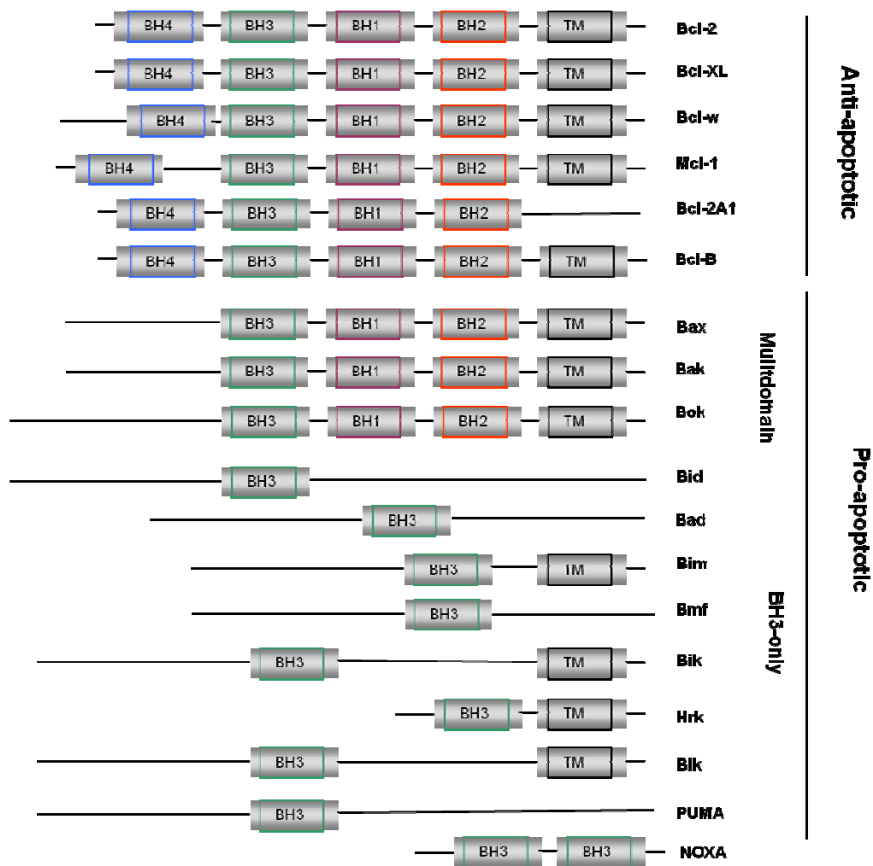 BH4 BH3 BH1 BH2 TM Bcl-2
BH4 BH3 BH1 BH2 TM Bcl-XL
BH4 BH3 BH1 BH2 TM Bcl-w
BH4 BH3 BH1 BH2 TM Mcl-1
BH4 BH3 BH1 BH2 Bcl-2A1
BH4 BH3 BH1 BH2 TM Bcl-B
Anti-apoptotic
BH3 BH1 BH2 TM Bax
BH3 BH1 BH2 TM Bak
BH3 BH1 BH2 TM Bok
Mulitdomain
BH3 Bid
BH3 Bad
BH3 TM Bim
BH3 Bmf
BH3 TM Bik
BH3 TM Hrk
BH3 TM Blk
BH3 PUMA
BH3 BH3 NOXA
BH3-only
Pro-apoptotic